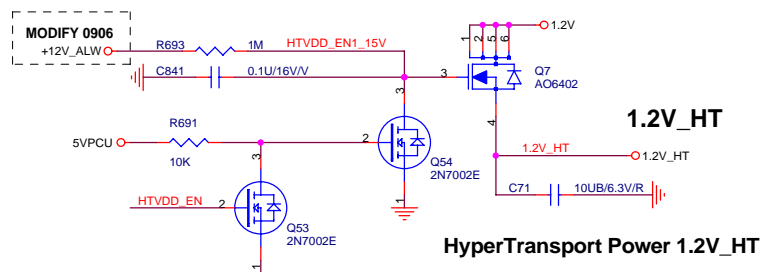 MODIFY 0906
+12V_ALW
R693
1M
HTVDD_EN1_15V
1.2V
1
2
5
6
C841
0.1U/16V/V
3
Q7
AO6402
3
4
1.2V_HT
R691
5VPCU
2
1.2V_HT
1.2V_HT
10K
3
Q54
2N7002E
1
C71
10UB/6.3V/R
HTVDD_EN
2
Q53
2N7002E
HyperTransport Power 1.2V_HT
1